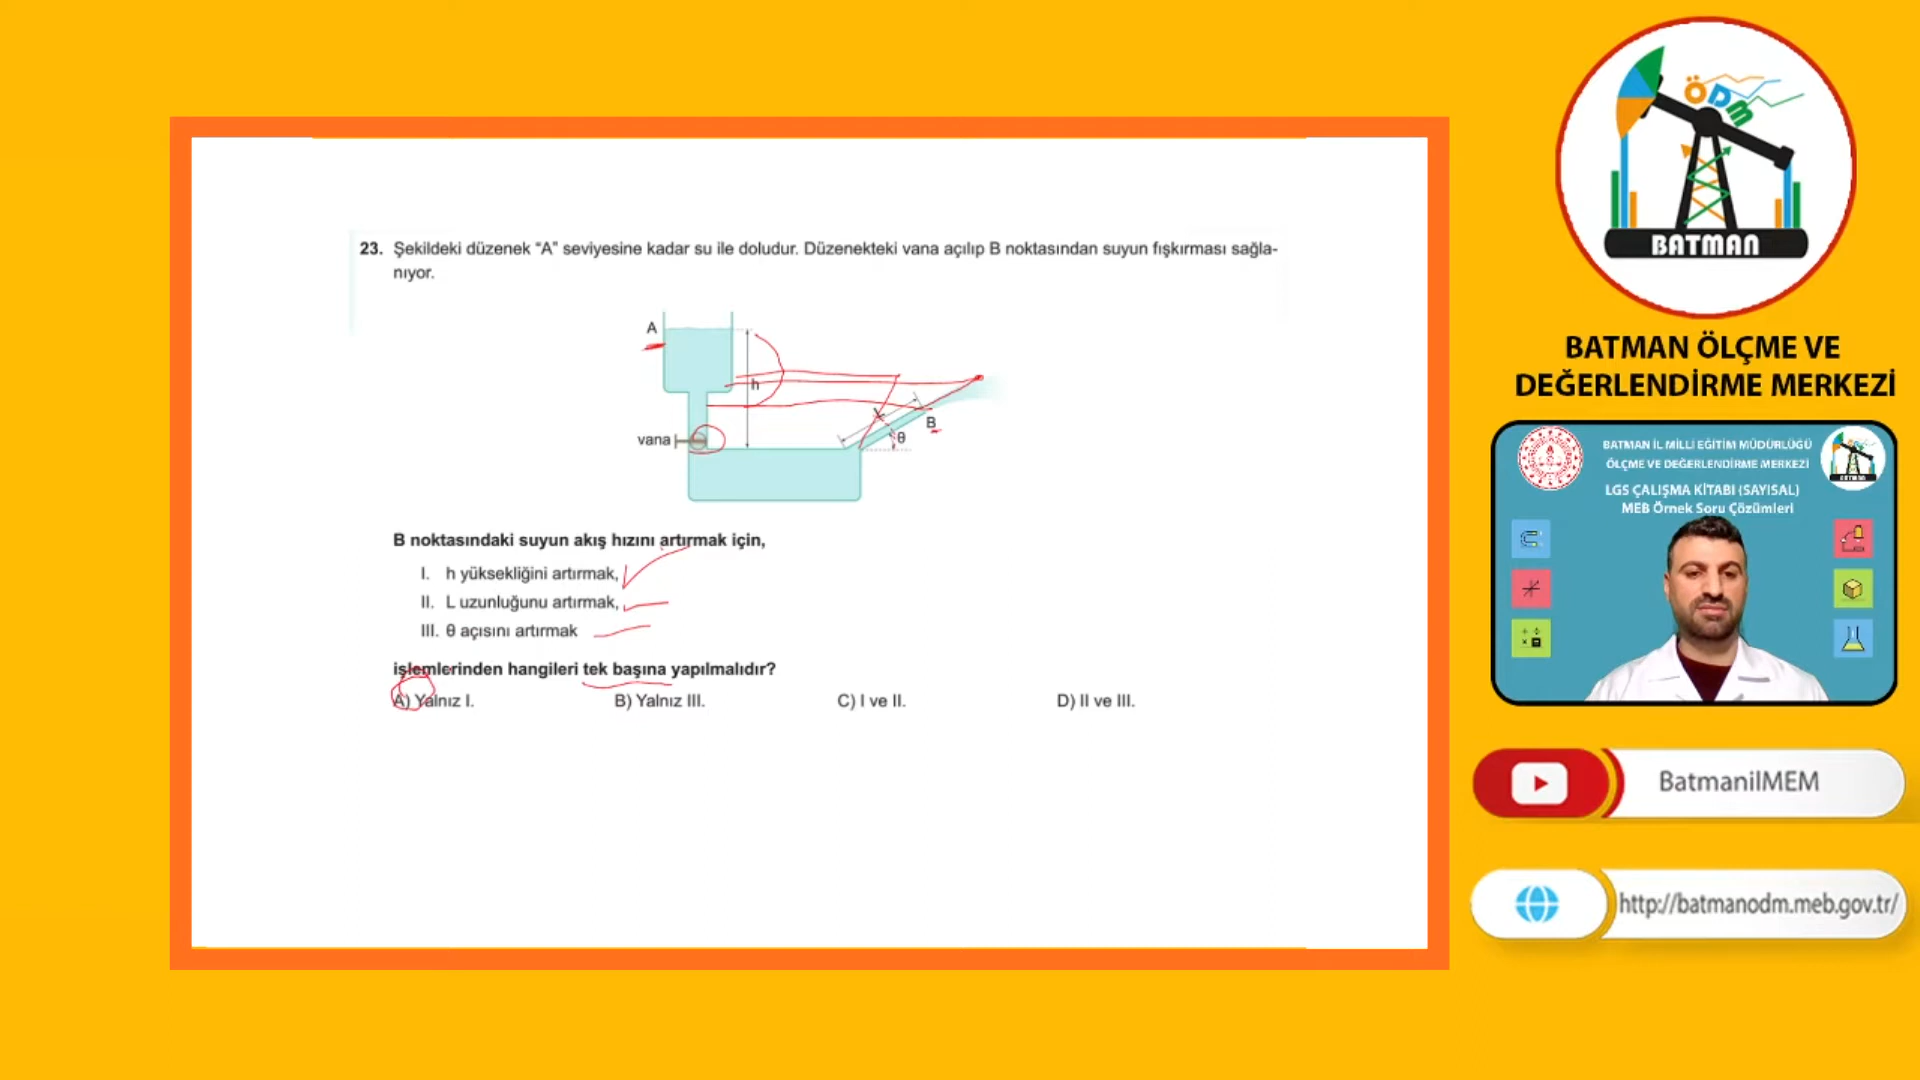 23. Şekildeki düzenek “A” seviyesine kadar su ile doludur. Düzenekteki vana açılıp B noktasından suyun fışkırması sağla-
nıyor.
A
h
L
B
θ
vana
B noktasındaki suyun akış hızını artırmak için,
I. h yüksekliğini artırmak,
II. L uzunluğunu artırmak,
III. θ açısını artırmak
işlemlerinden hangileri tek başına yapılmalıdır?
A) Yalnız I. B) Yalnız III. C) I ve II. D) II ve III.
ÖDM
BATMAN
BATMAN ÖLÇME VE
DEĞERLENDİRME MERKEZİ
BATMAN İL MİLLİ EĞİTİM MÜDÜRLÜĞÜ
ÖLÇME VE DEĞERLENDİRME MERKEZİ
LGS ÇALIŞMA KİTABI (SAYISAL)
MEB Örnek Soru Çözümleri
BatmanilMEM
http://batmanodm.meb.gov.tr/